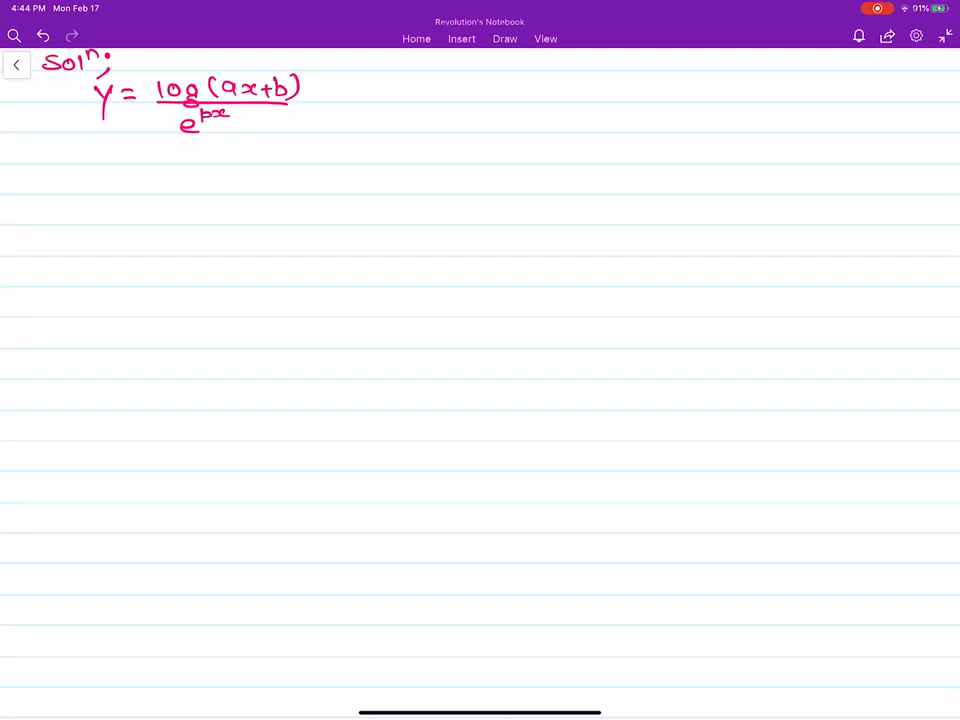 4:44 PM Mon Feb 17
91%
Revolution's Notebook
Home Insert Draw View
Solⁿ:
y = log (ax+b)
e^px